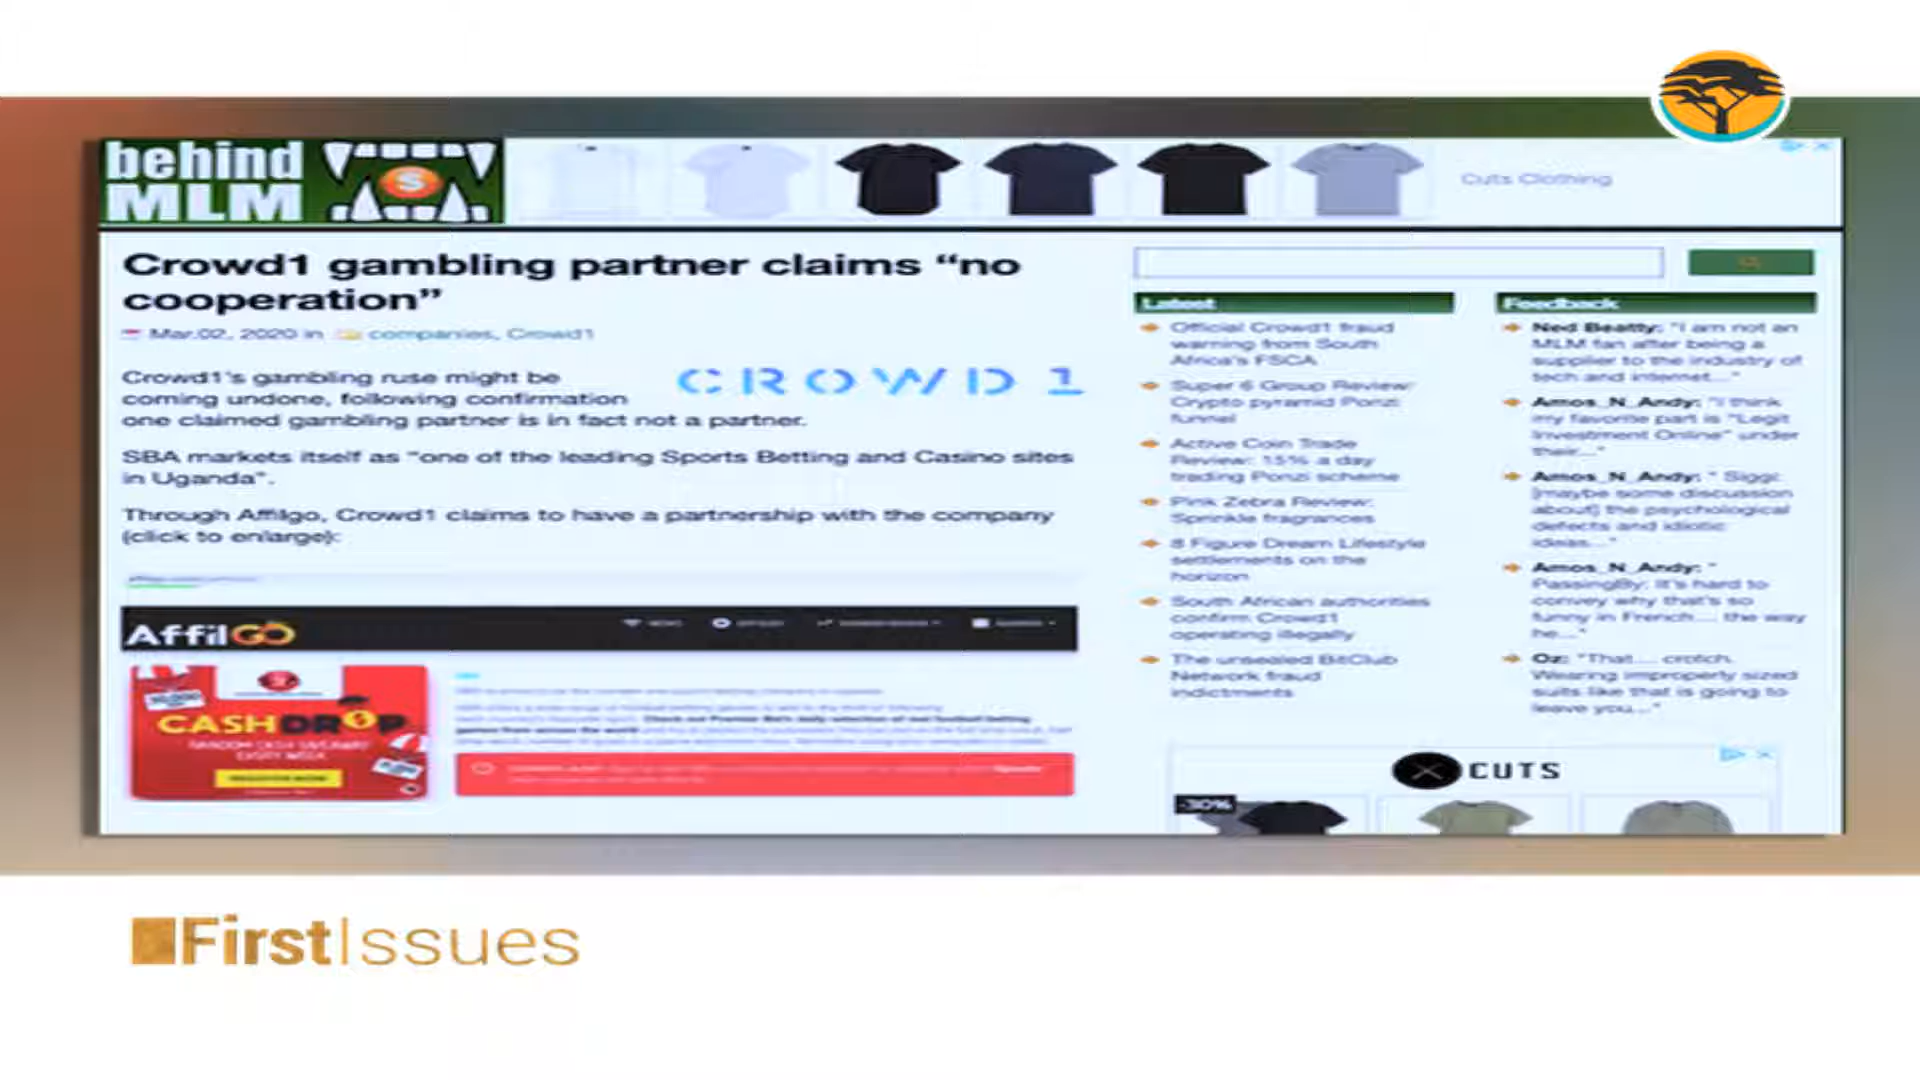 behind
MLM
S
Cuts Clothing
Crowd1 gambling partner claims “no
cooperation”
Mar.02, 2020 in companies, Crowd1
Crowd1's gambling ruse might be
coming undone, following confirmation
one claimed gambling partner is in fact not a partner.
CROWD 1
SBA markets itself as "one of the leading Sports Betting and Casino sites
in Uganda".
Through Affilgo, Crowd1 claims to have a partnership with the company
(click to enlarge):
AffilGO
CASHDROP
RANDOM CASH GIVEAWAY
EVERY WEEK
REGISTER NOW
Latest
Official Crowd1 fraud
warning from South
Africa's FSCA
Super 6 Group Review:
Crypto pyramid Ponzi
funnel
Active Coin Trade
Review: 15% a day
trading Ponzi scheme
Pink Zebra Review:
Sprinkle fragrances
8 Figure Dream Lifestyle
settlements on the
horizon
South African authorities
confirm Crowd1
operating illegally
The unsealed BitClub
Network fraud
indictments
Feedback
Ned Beatty: "I am not an
MLM fan after being a
supplier to the industry of
tech and internet..."
Amos_N_Andy: "I think
my favorite part is "Legit
Investment Online" under
their..."
Amos_N_Andy: " Siggi:
[maybe some discussion
about] the psychological
defects and idiotic
ideas..."
Amos_N_Andy: "
PassingBy: It's hard to
convey why that's so
funny in French... the way
he..."
Oz: "That... crotch.
Wearing improperly sized
suits like that is going to
leave you..."
CUTS
-30%
First|Issues